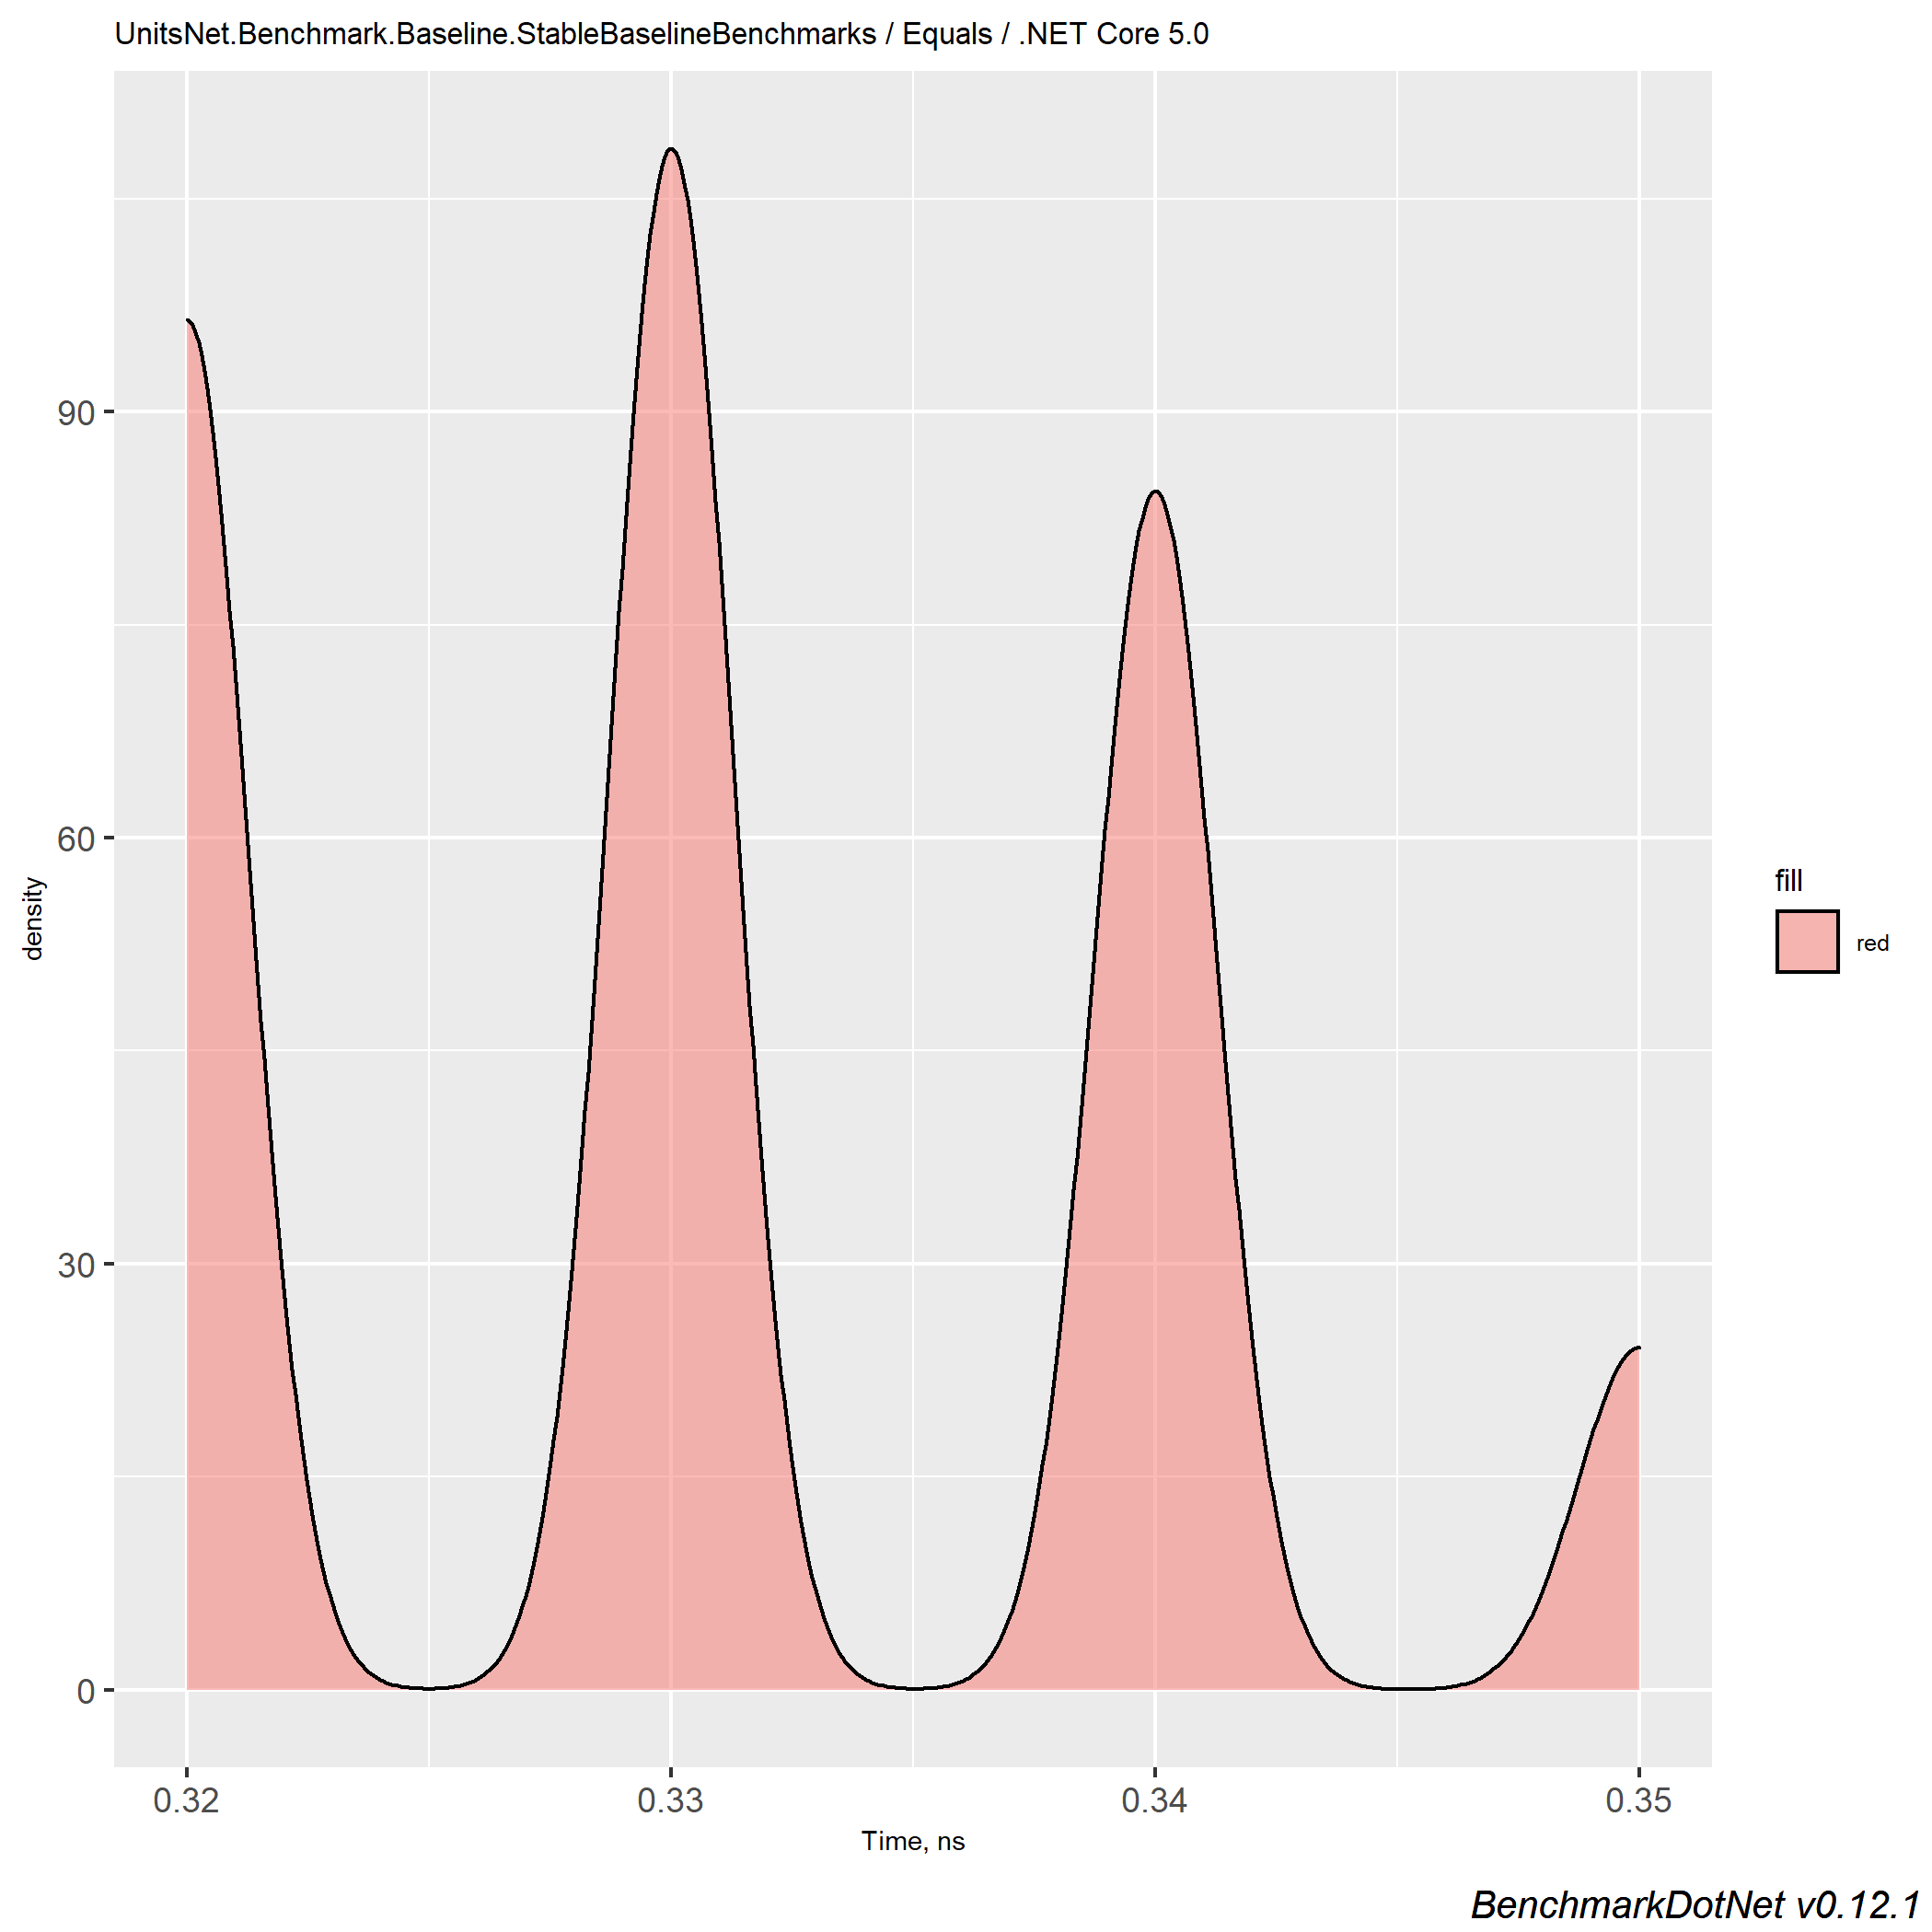 UnitsNet.Benchmark.Baseline.StableBaselineBenchmarks / Equals / .NET Core 5.0
90
60
30
0
density
0.32 0.33 0.34 0.35
Time, ns
fill
red
BenchmarkDotNet v0.12.1